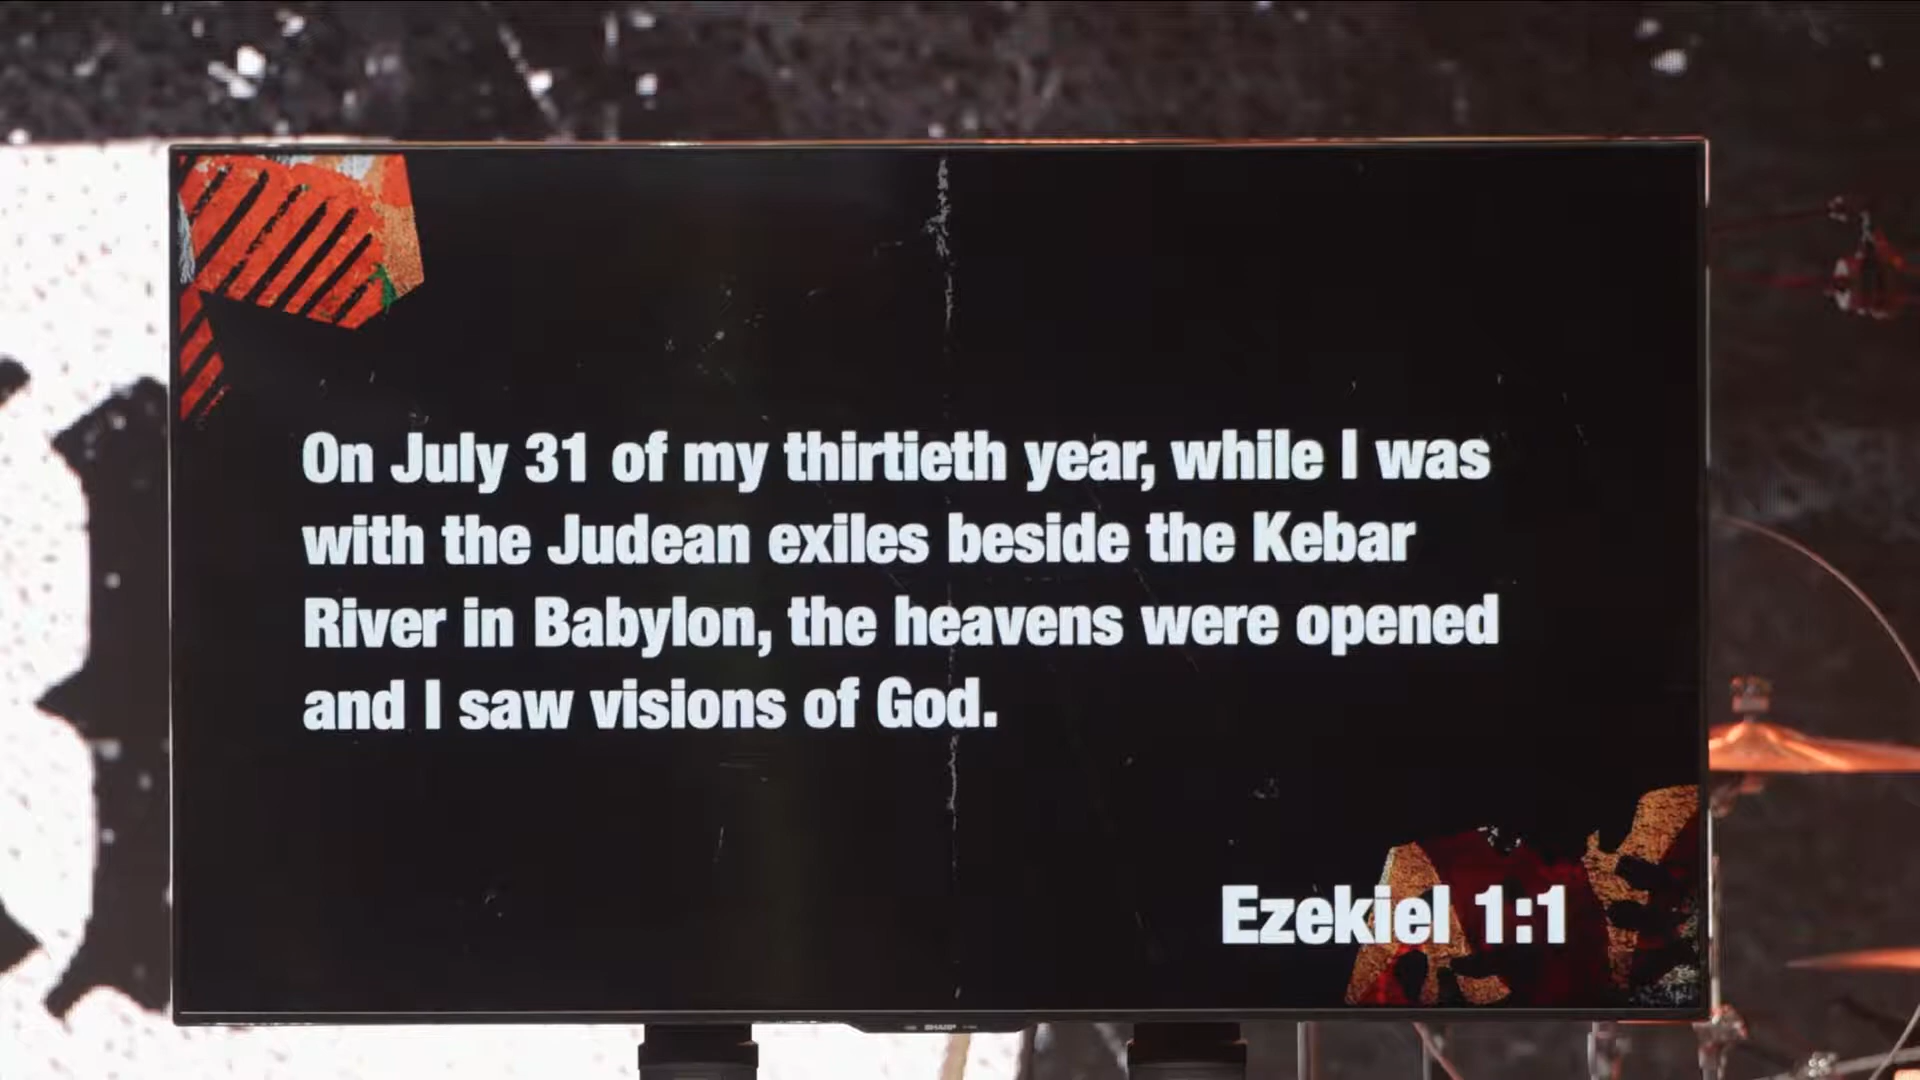 On July 31 of my thirtieth year, while I was
with the Judean exiles beside the Kebar
River in Babylon, the heavens were opened
and I saw visions of God.
Ezekiel 1:1
SHARP